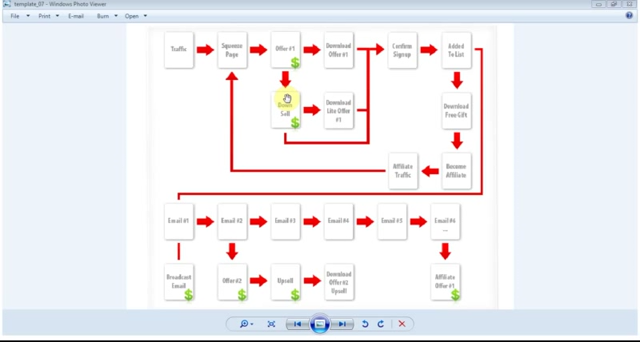 template_07 - Windows Photo Viewer
File Print E-mail Burn Open
Traffic
Squeeze
Page
Offer #1
Download
Offer #1
Confirm
Signup
Added
To List
Down
Sell
Download
Lite Offer
#1
Download
Free Gift
Affiliate
Traffic
Become
Affiliate
Email #1
Email #2
Email #3
Email #4
Email #3
Email #4
...
Broadcast
Email
Offer #2
Upsell
Download
Offer #2
Upsell
Affiliate
Offer #1
$
$
$
$
$
$